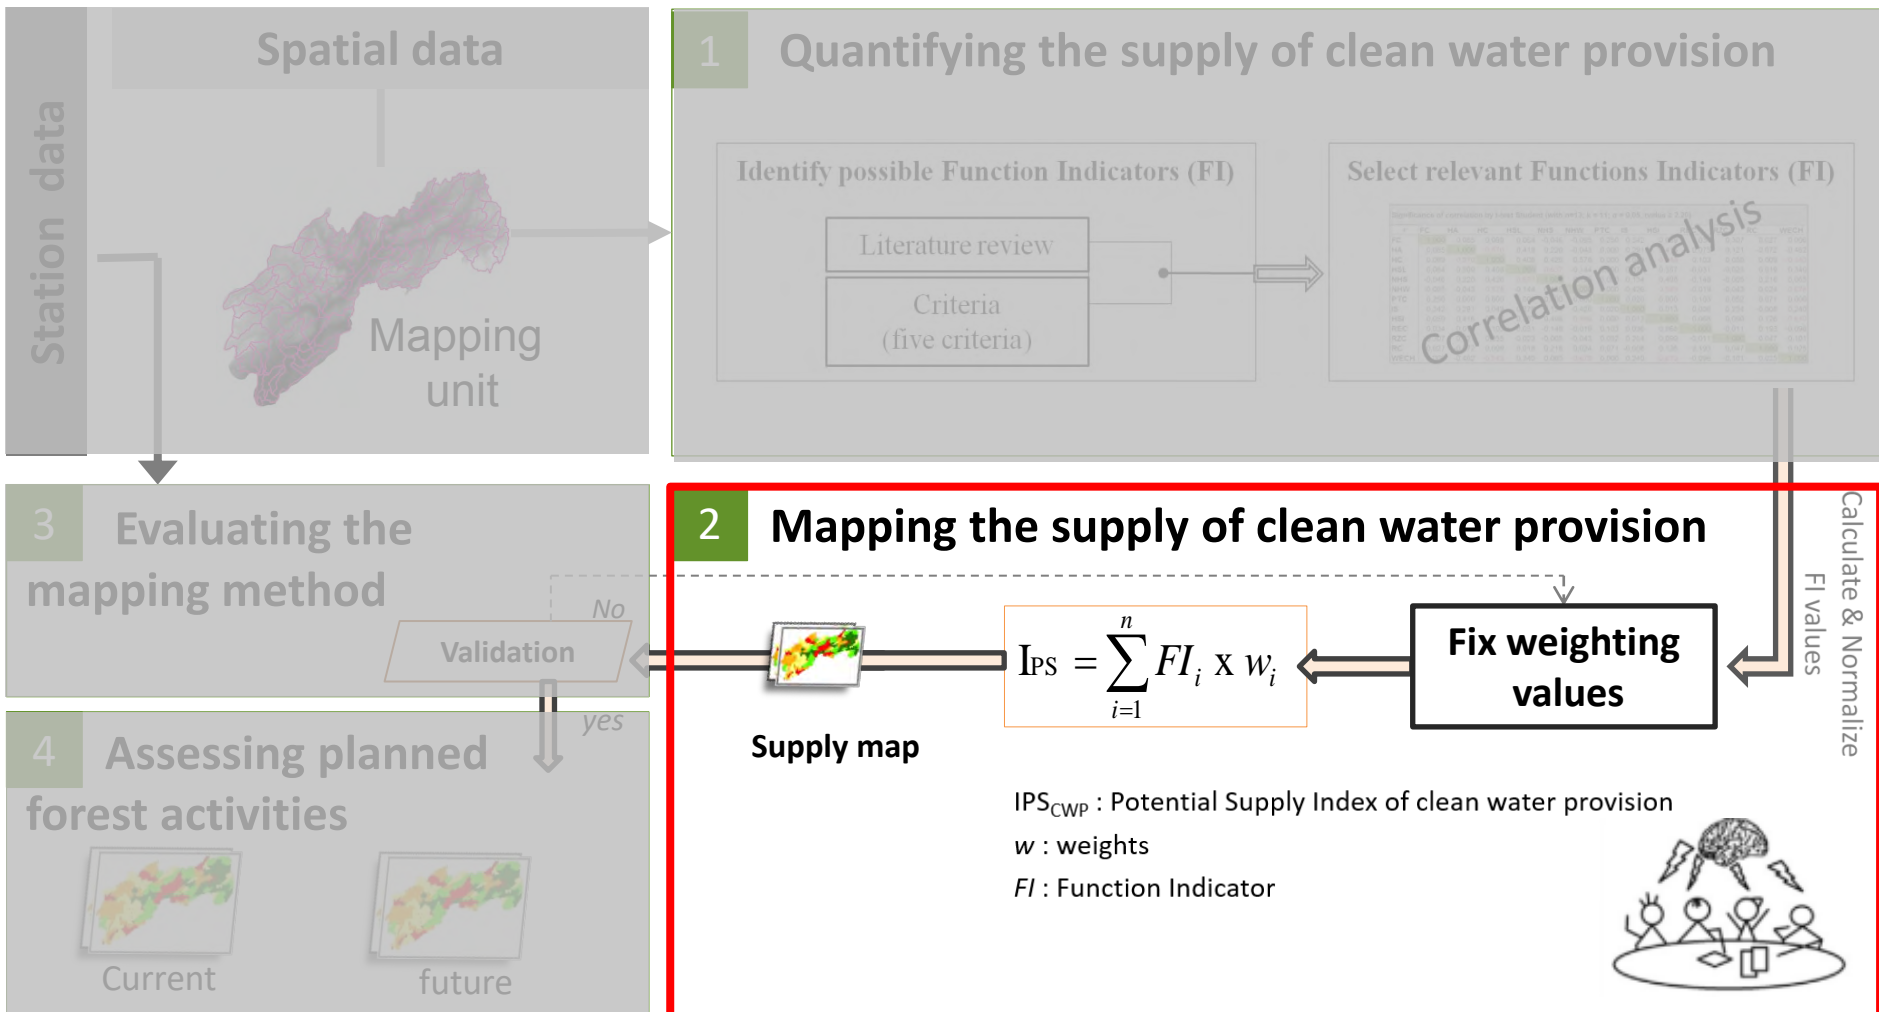 Station data
Spatial data
Mapping
unit
1 Quantifying the supply of clean water provision
Identify possible Function Indicators (FI)
Literature review
Criteria
(five criteria)
Select relevant Functions Indicators (FI)
Correlation analysis
Calculate & Normalize
FI values
2 Mapping the supply of clean water provision
Fix weighting
values
IPS = ∑ FI_i x w_i
n
i=1
Supply map
IPS_CWP : Potential Supply Index of clean water provision
w : weights
FI : Function Indicator
3 Evaluating the
mapping method
No
Validation
yes
4 Assessing planned
forest activities
Current
future